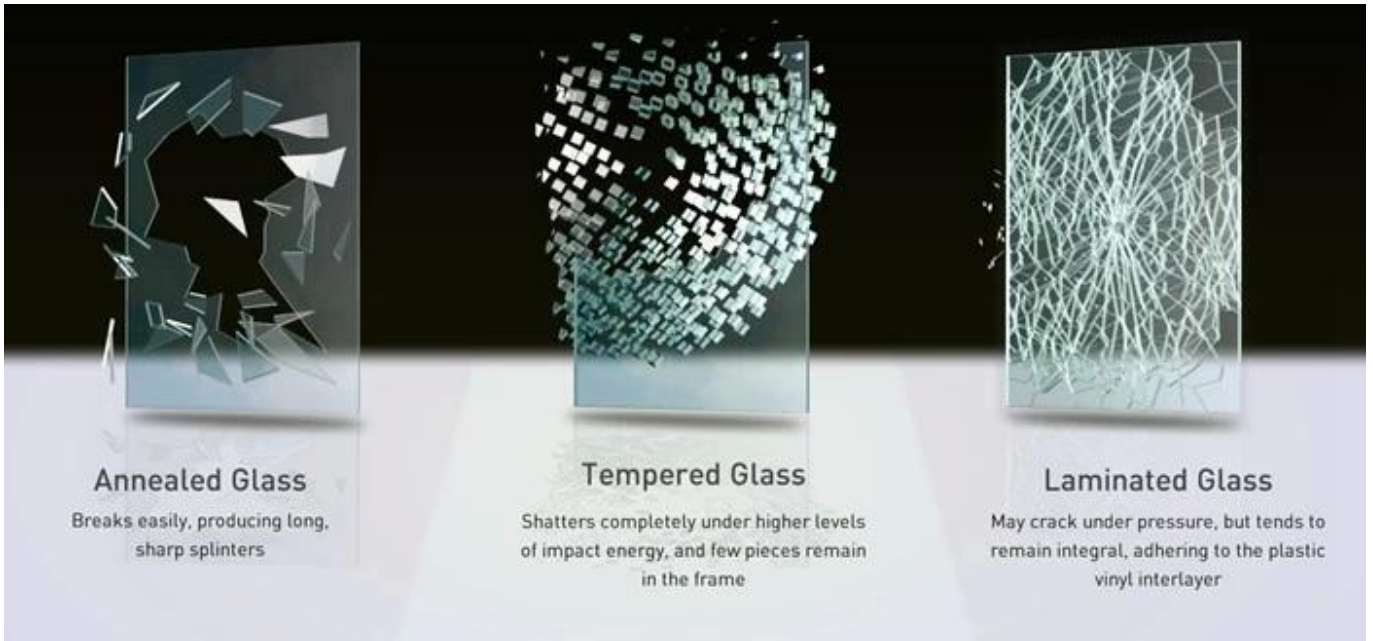 Annealed Glass
Breaks easily, producing long,
sharp splinters
Tempered Glass
Shatters completely under higher levels
of impact energy, and few pieces remain
in the frame
Laminated Glass
May crack under pressure, but tends to
remain integral, adhering to the plastic
vinyl interlayer